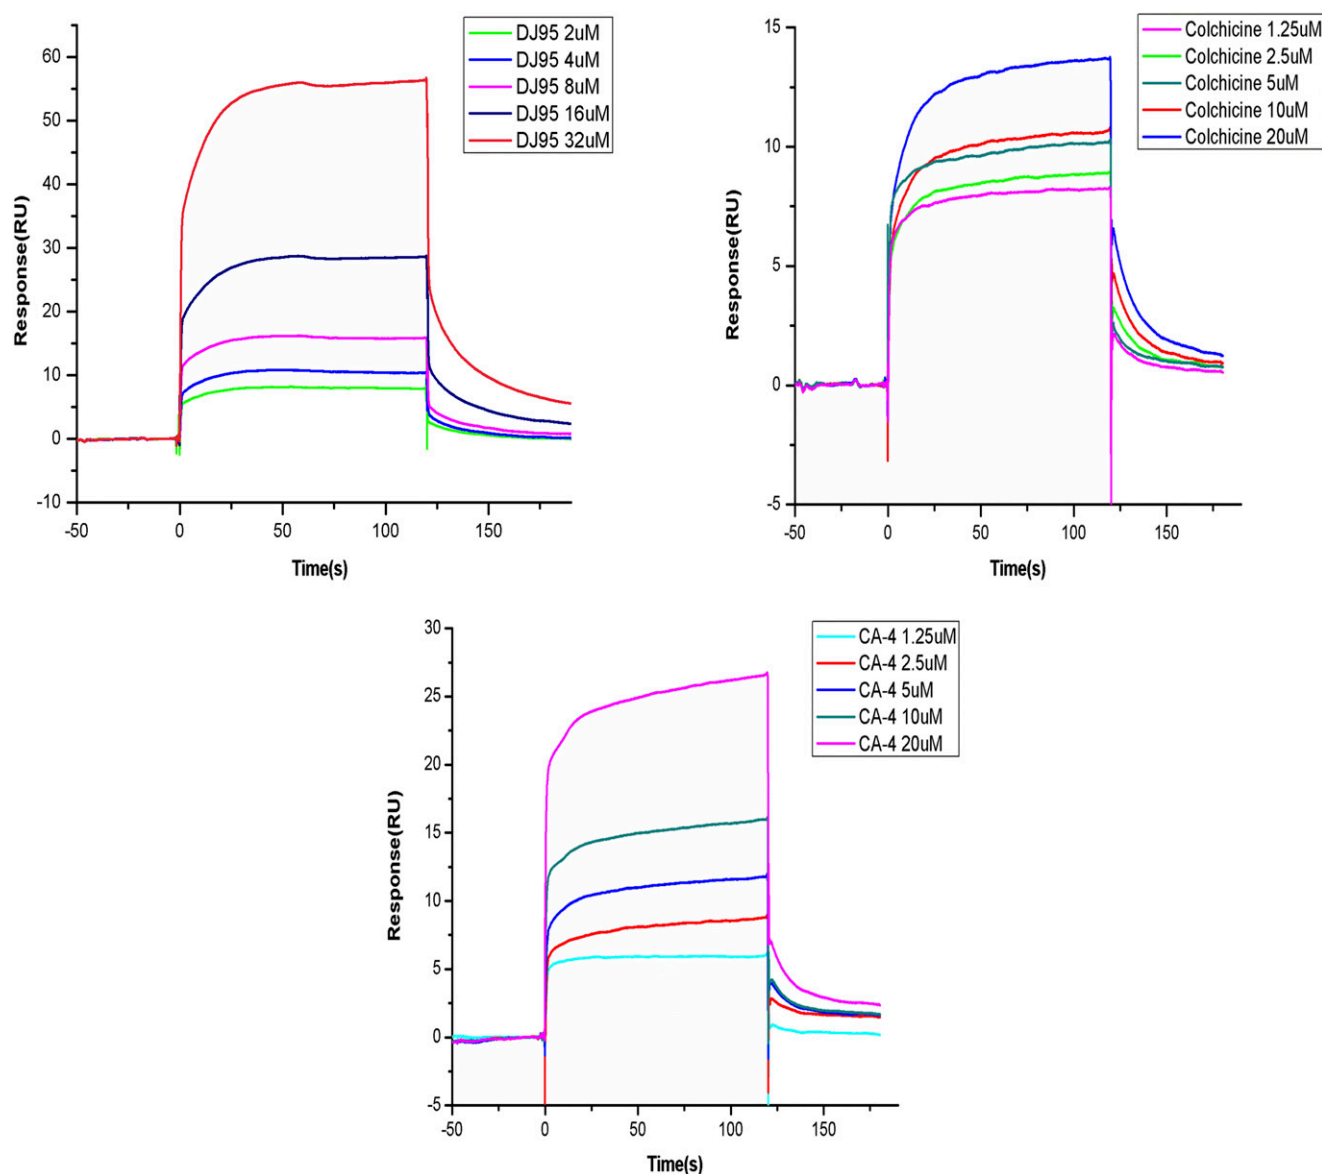 DJ95 2uM
DJ95 4uM
DJ95 8uM
DJ95 16uM
DJ95 32uM
60
50
40
30
20
10
0
-10
Response(RU)
-50
0
50
100
150
Time(s)
Colchicine 1.25uM
Colchicine 2.5uM
Colchicine 5uM
Colchicine 10uM
Colchicine 20uM
15
10
5
0
-5
Response(RU)
-50
0
50
100
150
Time(s)
CA-4 1.25uM
CA-4 2.5uM
CA-4 5uM
CA-4 10uM
CA-4 20uM
30
25
20
15
10
5
0
-5
Response(RU)
-50
0
50
100
150
Time(s)